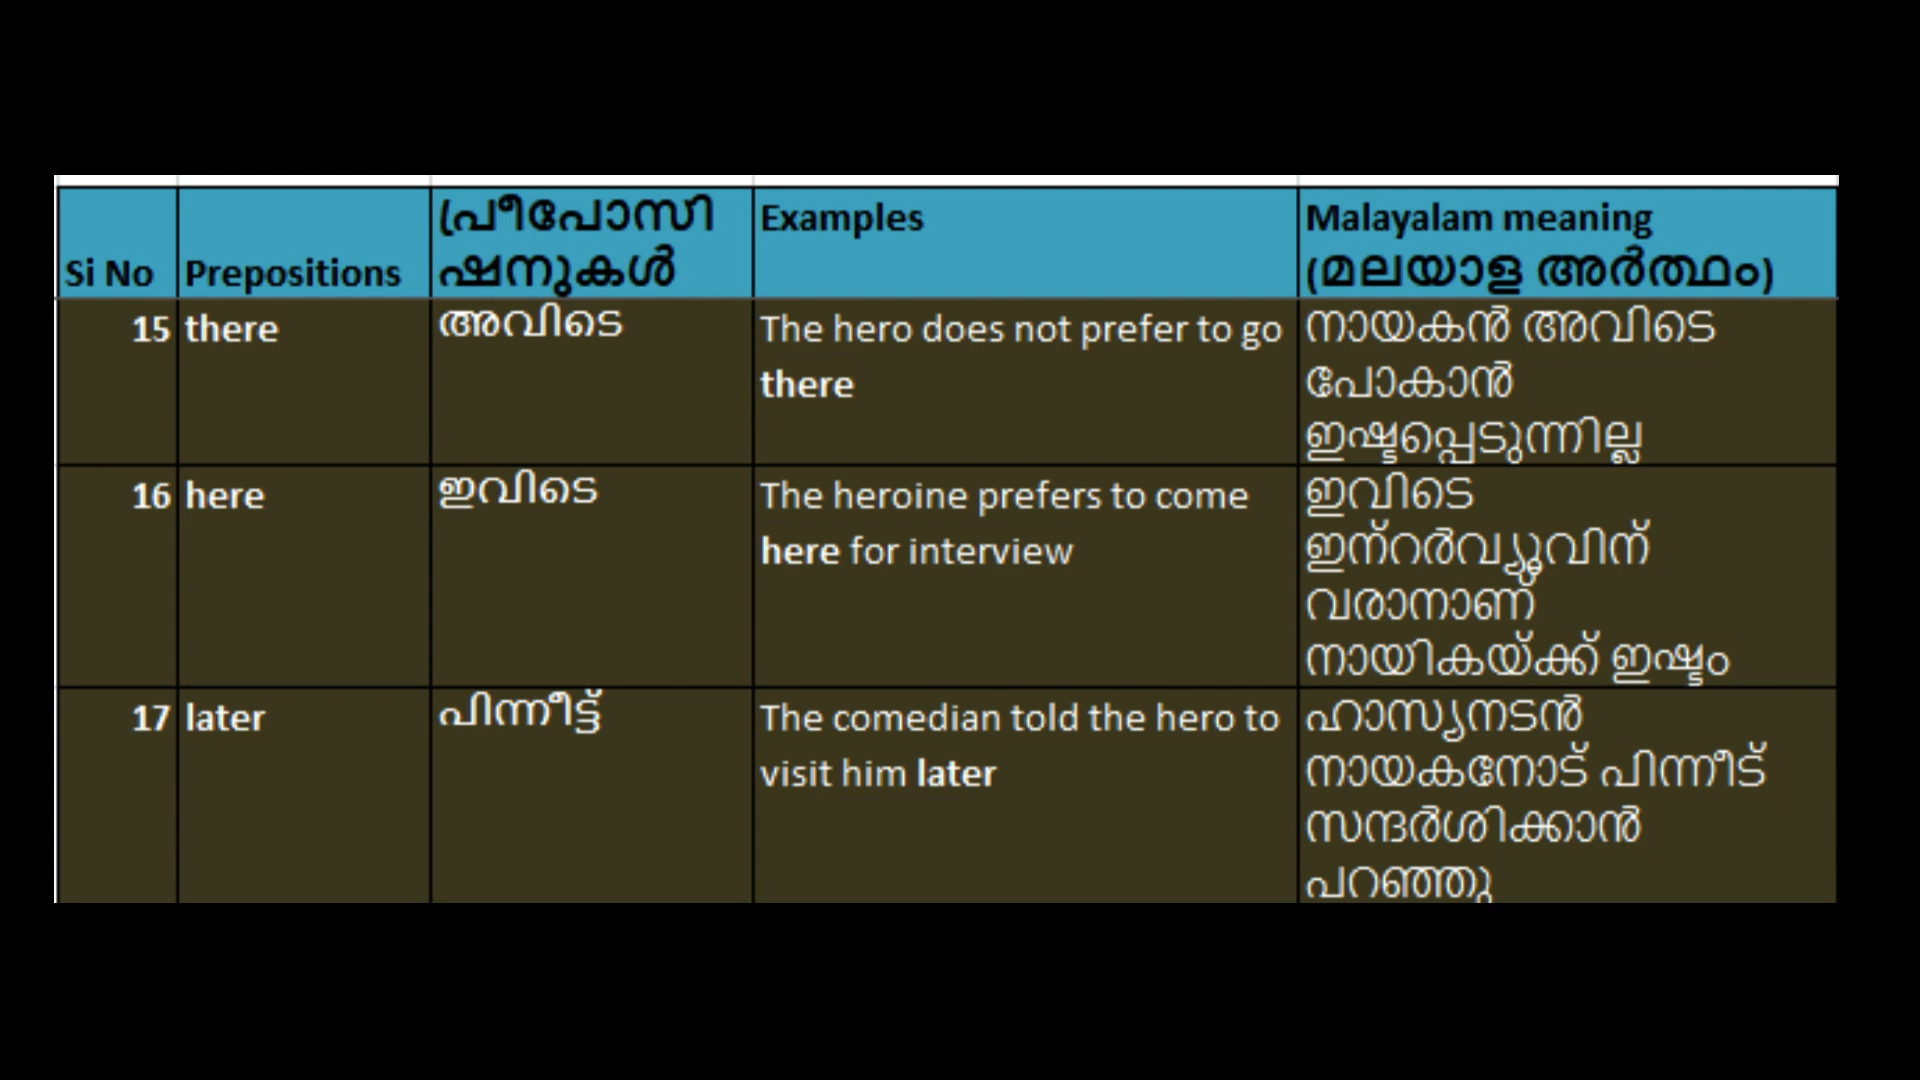 Si No
Prepositions
പ്രീപോസി
ഷനുകൾ
Examples
Malayalam meaning
(മലയാള അർത്ഥം)
15
there
അവിടെ
The hero does not prefer to go
there
നായകൻ അവിടെ
പോകാൻ
ഇഷ്ടപ്പെടുന്നില്ല
16
here
ഇവിടെ
The heroine prefers to come
here for interview
ഇവിടെ
ഇന്റർവ്യൂവിന്
വരാനാണ്
നായികയ്ക്ക് ഇഷ്ടം
17
later
പിന്നീട്ട്
The comedian told the hero to
visit him later
ഹാസ്യനടൻ
നായകനോട് പിന്നീട്
സന്ദർശിക്കാൻ
പറഞ്ഞു